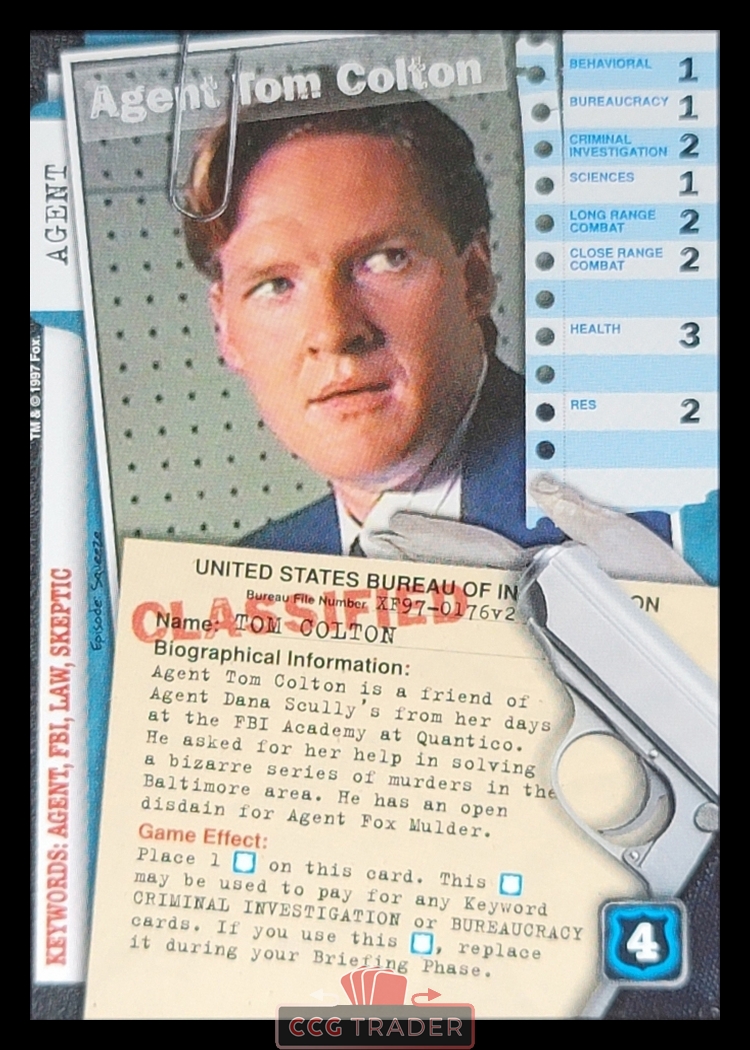 Agent Tom Colton
BEHAVIORAL 1
BUREAUCRACY 1
CRIMINAL
INVESTIGATION 2
SCIENCES 1
LONG RANGE
COMBAT 2
CLOSE RANGE
COMBAT 2
HEALTH 3
RES 2
AGENT
TM & © 1997 Fox.
KEYWORDS: AGENT, FBI, LAW, SKEPTIC
Episode: Squeeze
UNITED STATES BUREAU OF IN ON
Bureau File Number XF97-0176v2
CLASSIFIED
Name: TOM COLTON
Biographical Information:
Agent Tom Colton is a friend of
Agent Dana Scully's from her days
at the FBI Academy at Quantico.
He asked for her help in solving
a bizarre series of murders in the
Baltimore area. He has an open
disdain for Agent Fox Mulder.
Game Effect:
Place 1 on this card. This
may be used to pay for any Keyword
CRIMINAL INVESTIGATION or BUREAUCRACY
cards. If you use this , replace
it during your Briefing Phase.
4
CCG TRADER